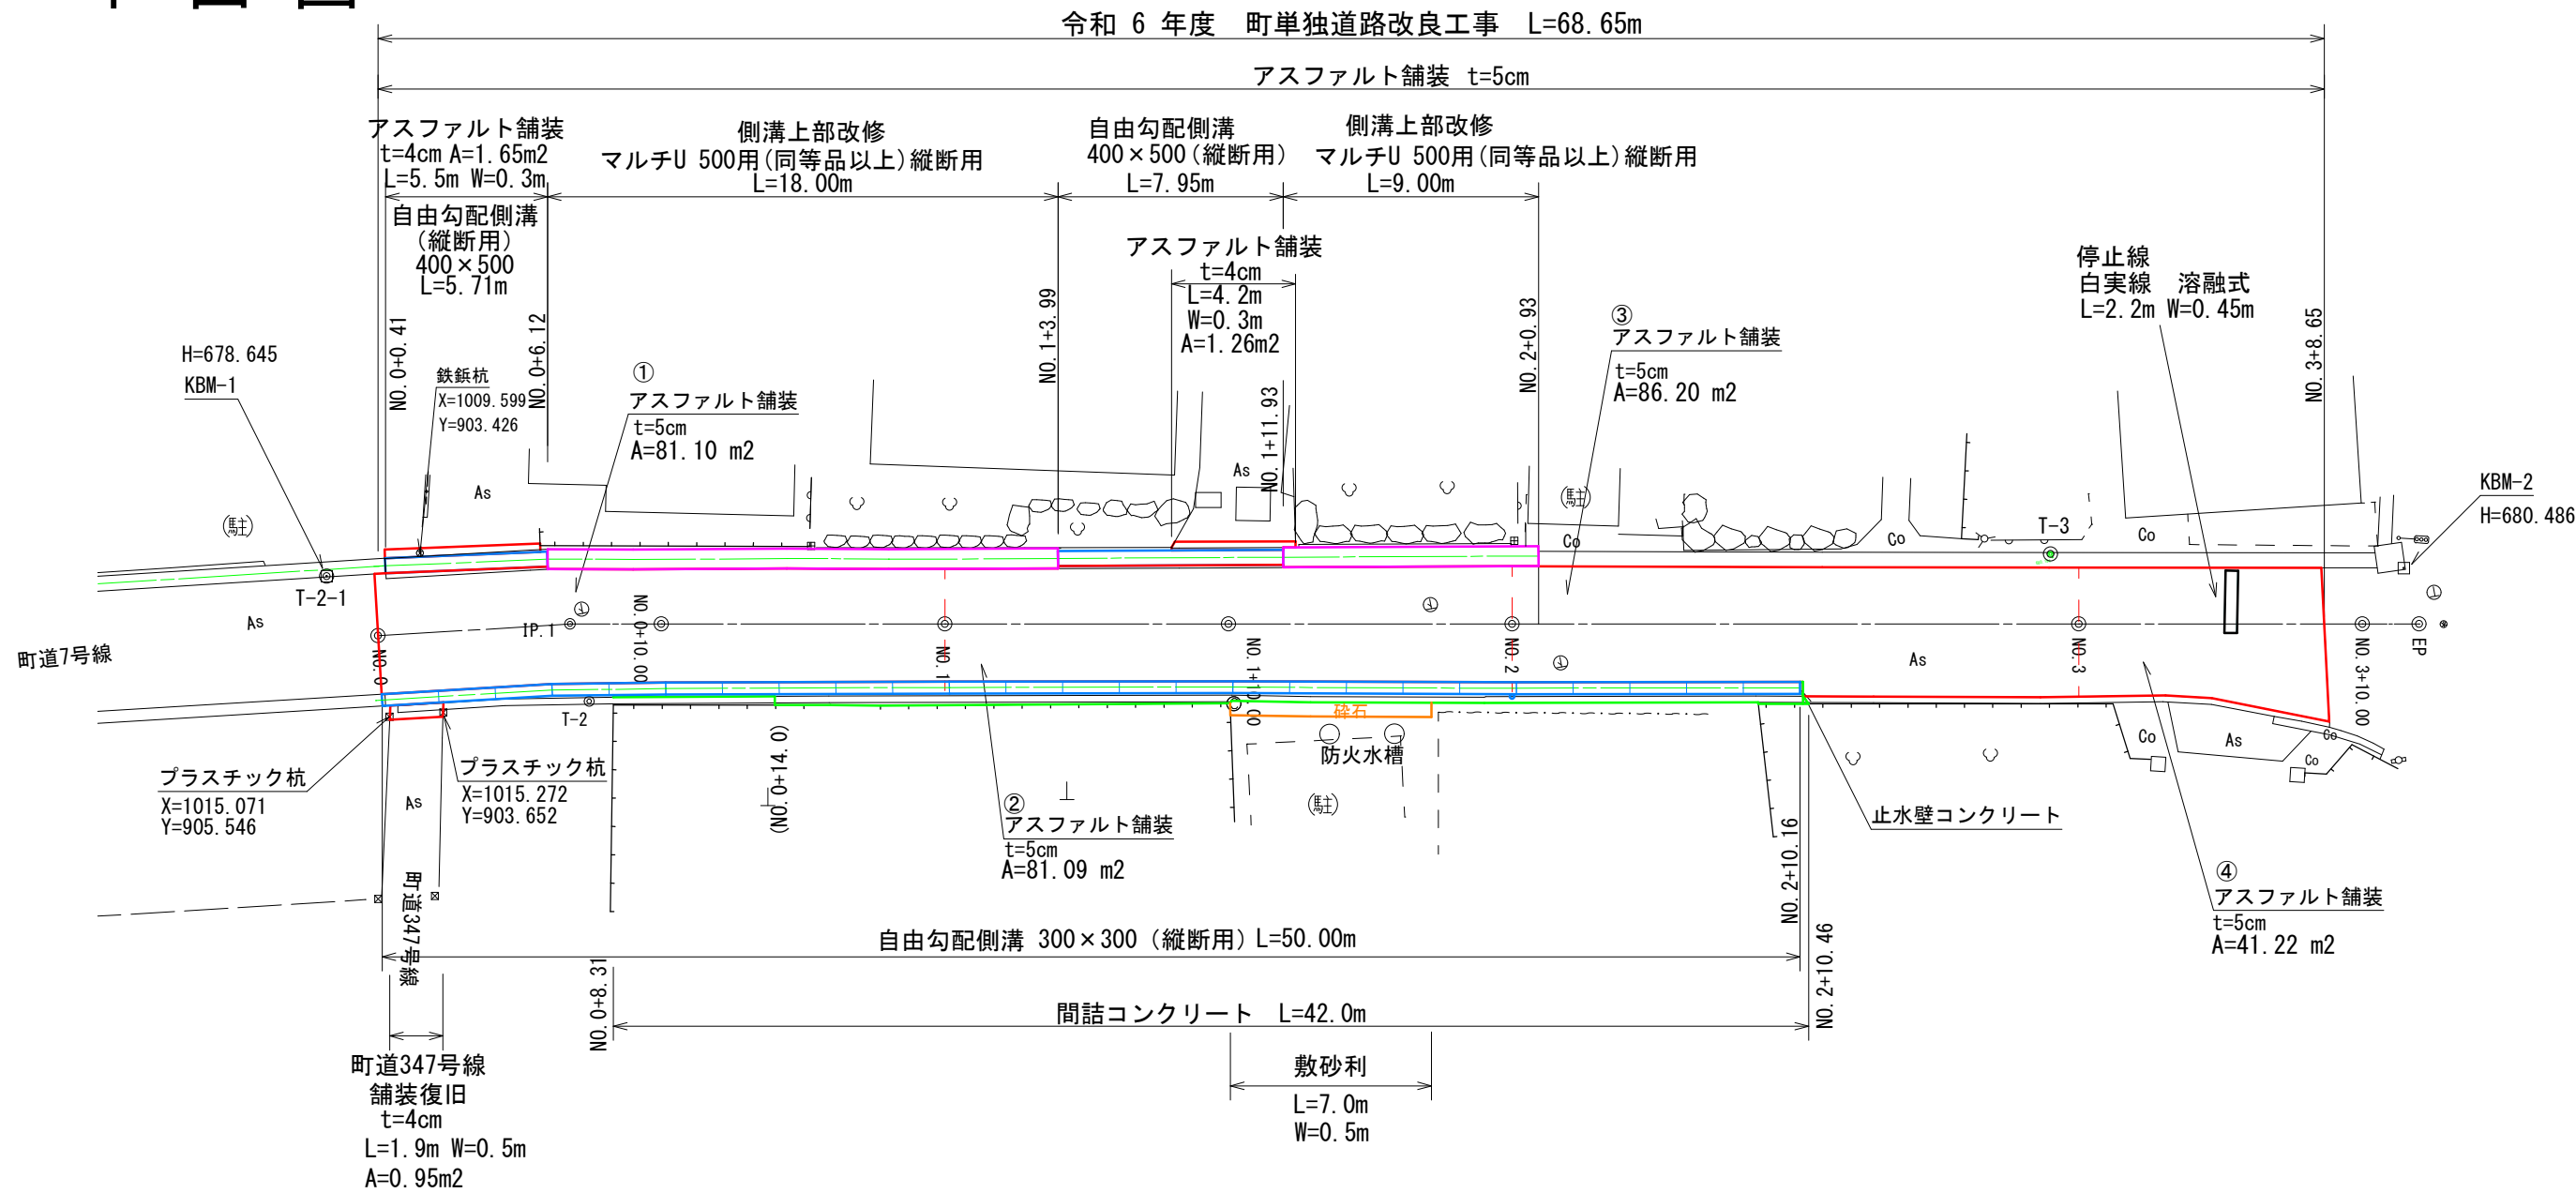 令和 6 年度 町単独道路改良工事 L=68.65m
アスファルト舗装 t=5cm
アスファルト舗装
t=4cm A=1.65m2
L=5.5m W=0.3m
側溝上部改修
マルチU 500用(同等品以上)縦断用
L=18.00m
自由勾配側溝
400×500(縦断用)
L=7.95m
側溝上部改修
マルチU 500用(同等品以上)縦断用
L=9.00m
自由勾配側溝
(縦断用)
400×500
L=5.71m
アスファルト舗装
t=4cm
L=4.2m
W=0.3m
A=1.26m2
停止線
白実線 溶融式
L=2.2m W=0.45m
NO.0+0.41
NO.0+6.12
NO.1+3.99
NO.1+11.93
NO.2+0.93
NO.3+8.65
H=678.645
KBM-1
鉄鋲杭
X=1009.599
Y=903.426
①
アスファルト舗装
t=5cm
A=81.10 m2
③
アスファルト舗装
t=5cm
A=86.20 m2
KBM-2
H=680.486
As
As
(駐)
(駐)
Co
Co
Co
T-3
T-2-1
As
IP.1
町道7号線
NO.0
NO.0+10.00
NO.1
NO.1+10.00
NO.2
NO.3
NO.3+10.00
EP
As
T-2
砕石
防火水槽
(駐)
(NO.0+14.0)
Co
As
Co
Co
プラスチック杭
X=1015.071
Y=905.546
プラスチック杭
X=1015.272
Y=903.652
As
町道347号線
②
アスファルト舗装
t=5cm
A=81.09 m2
止水壁コンクリート
④
アスファルト舗装
t=5cm
A=41.22 m2
NO.2+10.16
NO.2+10.46
自由勾配側溝 300×300 (縦断用) L=50.00m
NO.0+8.31
間詰コンクリート L=42.0m
町道347号線
舗装復旧
t=4cm
L=1.9m W=0.5m
A=0.95m2
敷砂利
L=7.0m
W=0.5m